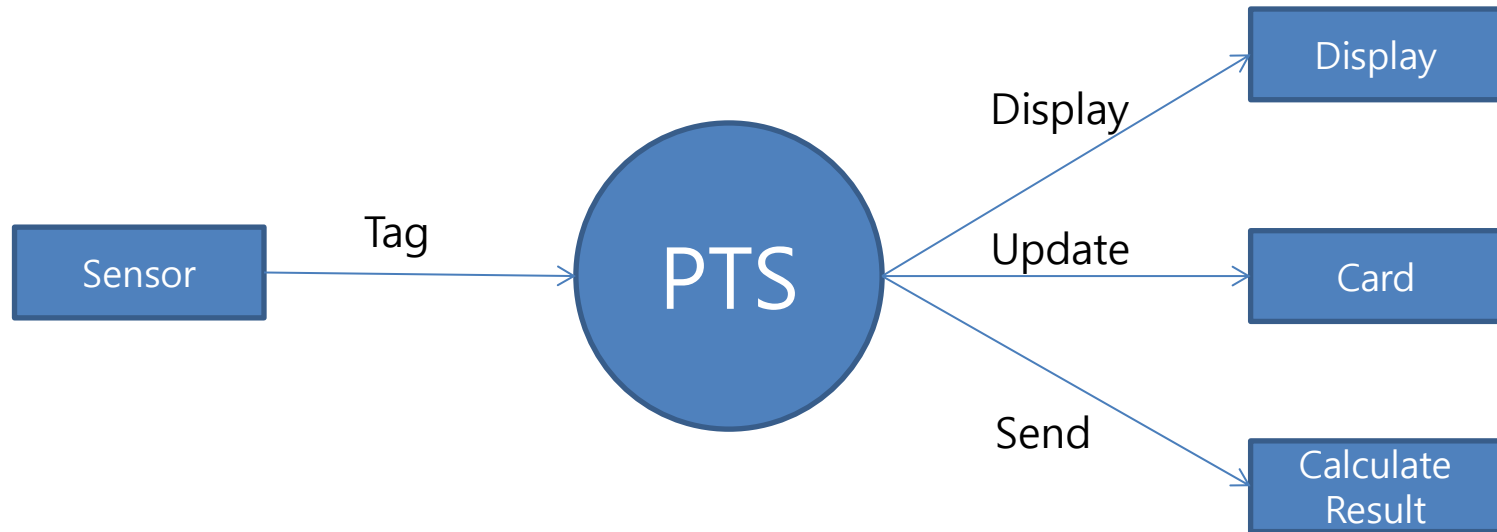 Display
Display
Tag
Update
Sensor
PTS
Card
Send
Calculate
Result